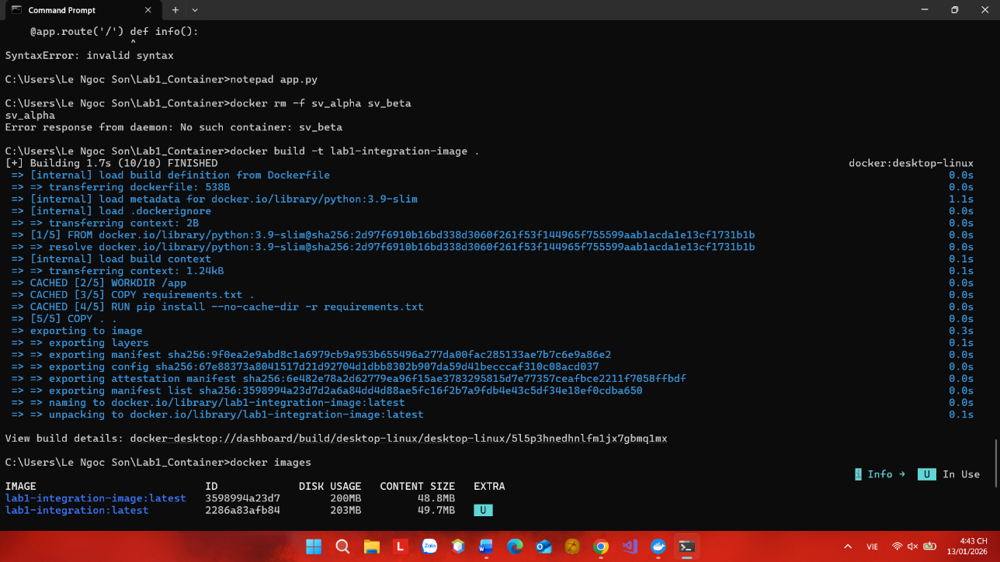 Command Prompt
@app.route('/') def info():
^
SyntaxError: invalid syntax
C:\Users\Le Ngoc Son\Lab1_Container>notepad app.py
C:\Users\Le Ngoc Son\Lab1_Container>docker rm -f sv_alpha sv_beta
sv_alpha
Error response from daemon: No such container: sv_beta
C:\Users\Le Ngoc Son\Lab1_Container>docker build -t lab1-integration-image .
[+] Building 1.7s (10/10) FINISHED docker:desktop-linux
=> [internal] load build definition from Dockerfile 0.0s
=> => transferring dockerfile: 538B 0.0s
=> [internal] load metadata for docker.io/library/python:3.9-slim 1.1s
=> [internal] load .dockerignore 0.0s
=> => transferring context: 2B 0.0s
=> [1/5] FROM docker.io/library/python:3.9-slim@sha256:2d97f6910b16bd338d3060f261f53f144965f755599aab1acda1e13cf1731b1b 0.0s
=> => resolve docker.io/library/python:3.9-slim@sha256:2d97f6910b16bd338d3060f261f53f144965f755599aab1acda1e13cf1731b1b 0.0s
=> [internal] load build context 0.1s
=> => transferring context: 1.24kB 0.1s
=> CACHED [2/5] WORKDIR /app 0.0s
=> CACHED [3/5] COPY requirements.txt . 0.0s
=> CACHED [4/5] RUN pip install --no-cache-dir -r requirements.txt 0.0s
=> [5/5] COPY . . 0.0s
=> exporting to image 0.3s
=> => exporting layers 0.1s
=> => exporting manifest sha256:9f0ea2e9abd8c1a6979cb9a953b655496a277da00fac285133ae7b7c6e9a86e2 0.0s
=> => exporting config sha256:67e88373a8041517d21d92704d1dbb8302b907da59d41becccaf310c08acd037 0.0s
=> => exporting attestation manifest sha256:6e482e78a2d62779ea96f15ae3783295815d7e77357ceafbce2211f7058ffbdf 0.0s
=> => exporting manifest list sha256:3598994a23d7d2a6a84dd4d88ae5fc16f2b7a9fdb4e43c5df34e18ef0cdba650 0.0s
=> => naming to docker.io/library/lab1-integration-image:latest 0.0s
=> => unpacking to docker.io/library/lab1-integration-image:latest 0.1s
View build details: docker-desktop://dashboard/build/desktop-linux/desktop-linux/5l5p3hnedhnlfm1jx7gbmq1mx
C:\Users\Le Ngoc Son\Lab1_Container>docker images
i Info → U In Use
IMAGE ID DISK USAGE CONTENT SIZE EXTRA
lab1-integration-image:latest 3598994a23d7 200MB 48.8MB
lab1-integration:latest 2286a83afb84 203MB 49.7MB U
L Zalo VIE 4:43 CH
13/01/2026